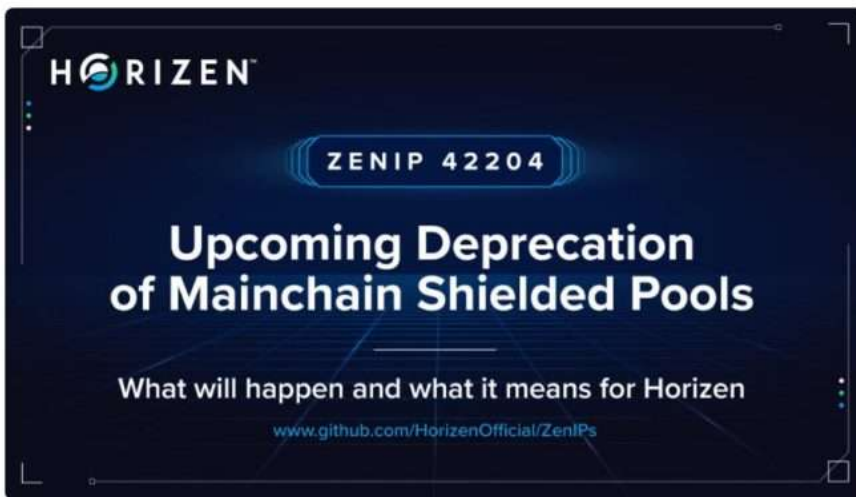 HORIZEN™
ZENIP 42204
Upcoming Deprecation
of Mainchain Shielded Pools
What will happen and what it means for Horizen
www.github.com/HorizenOfficial/ZenIPs